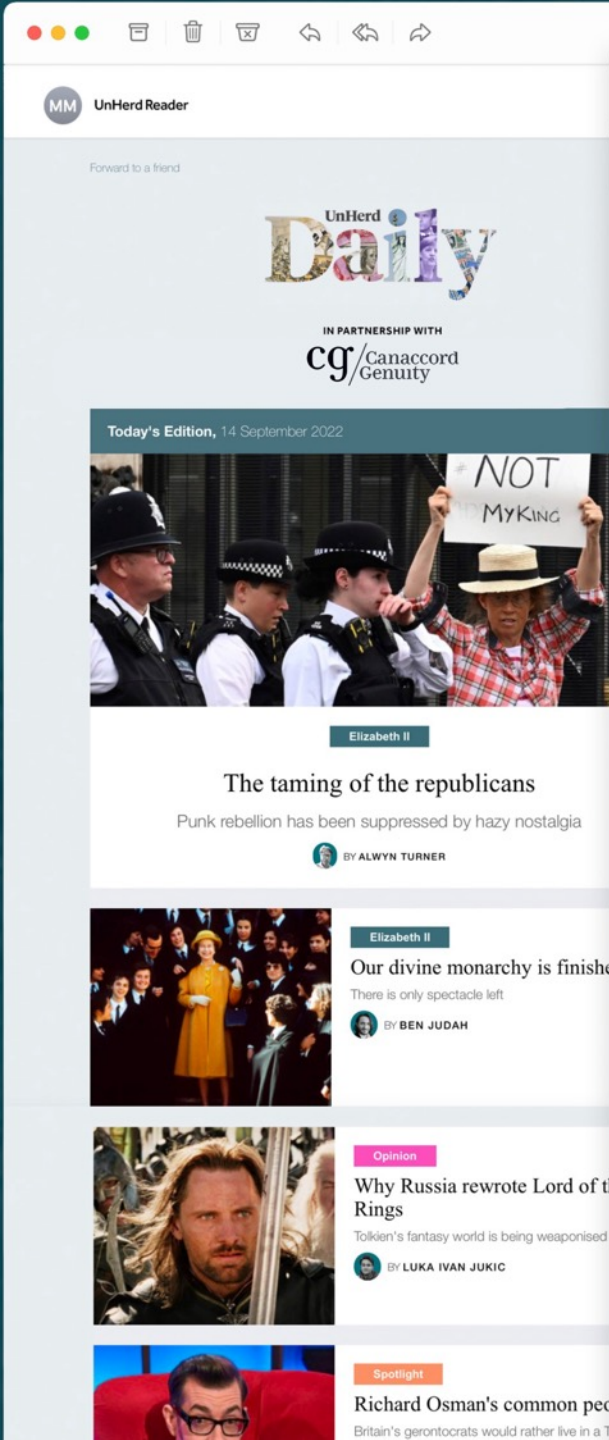 MM
UnHerd Reader
Forward to a friend
UnHerd
Daily
IN PARTNERSHIP WITH
cg/Canaccord
Genuity
Today's Edition, 14 September 2022
NOT
MY KING
Elizabeth II
The taming of the republicans
Punk rebellion has been suppressed by hazy nostalgia
BY ALWYN TURNER
Elizabeth II
Our divine monarchy is finishe
There is only spectacle left
BY BEN JUDAH
Opinion
Why Russia rewrote Lord of t
Rings
Tolkien's fantasy world is being weaponised
BY LUKA IVAN JUKIC
Spotlight
Richard Osman's common peo
Britain's gerontocrats would rather live in a